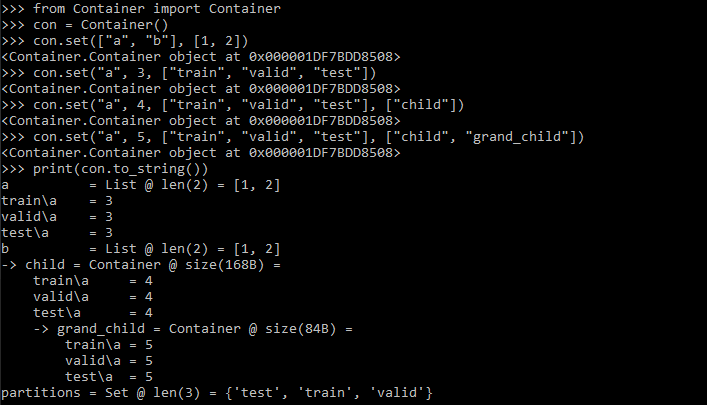 >>> from Container import Container
>>> con = Container()
>>> con.set(["a", "b"], [1, 2])
<Container.Container object at 0x000001DF7BDD8508>
>>> con.set("a", 3, ["train", "valid", "test"])
<Container.Container object at 0x000001DF7BDD8508>
>>> con.set("a", 4, ["train", "valid", "test"], ["child"])
<Container.Container object at 0x000001DF7BDD8508>
>>> con.set("a", 5, ["train", "valid", "test"], ["child", "grand_child"])
<Container.Container object at 0x000001DF7BDD8508>
>>> print(con.to_string())
a          = List @ len(2) = [1, 2]
train\a    = 3
valid\a    = 3
test\a     = 3
b          = List @ len(2) = [1, 2]
-> child = Container @ size(168B) =
    train\a     = 4
    valid\a     = 4
    test\a      = 4
    -> grand_child = Container @ size(84B) =
        train\a = 5
        valid\a = 5
        test\a  = 5
partitions = Set @ len(3) = {'test', 'train', 'valid'}